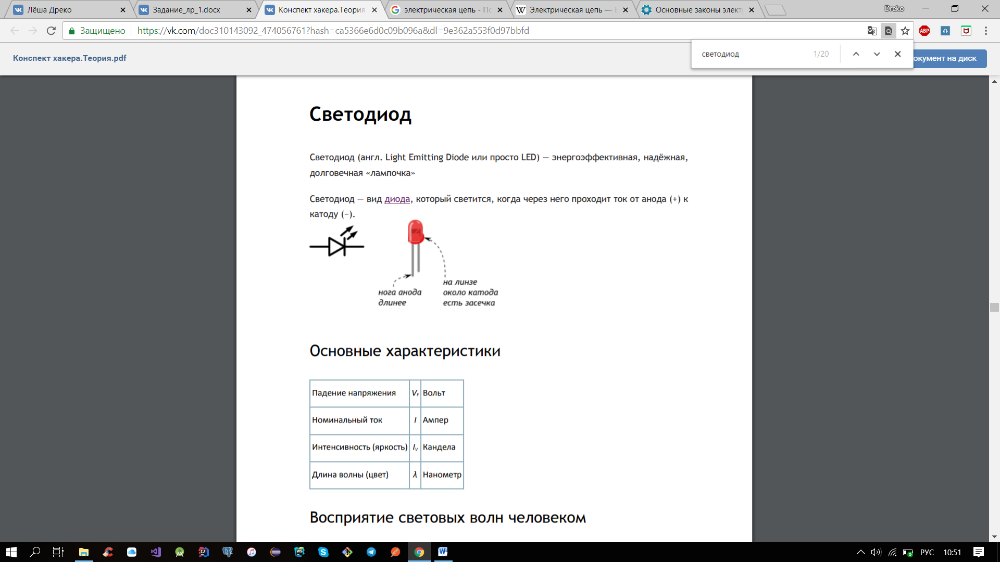 Лёша Дреко
Задание_лр_1.docx
Конспект хакера.Теория
электрическая цепь - По
Электрическая цепь —
Основные законы элект
Dreko
Защищено
https://vk.com/doc310143092_474056761?hash=ca5366e6d0c09b096a&dl=9e362a553f0d97bbfd
ABP
светодиод
1/20
Конспект хакера.Теория.pdf
окумент на диск
Светодиод
Светодиод (англ. Light Emitting Diode или просто LED) — энергоэффективная, надёжная,
долговечная «лампочка»
Светодиод — вид диода, который светится, когда через него проходит ток от анода (+) к
катоду (−).
нога анода
длинее
на линзе
около катода
есть засечка
Основные характеристики
Падение напряжения VF Вольт
Номинальный ток I Ампер
Интенсивность (яркость) Iv Кандела
Длина волны (цвет) λ Нанометр
Восприятие световых волн человеком
РУС
10:51